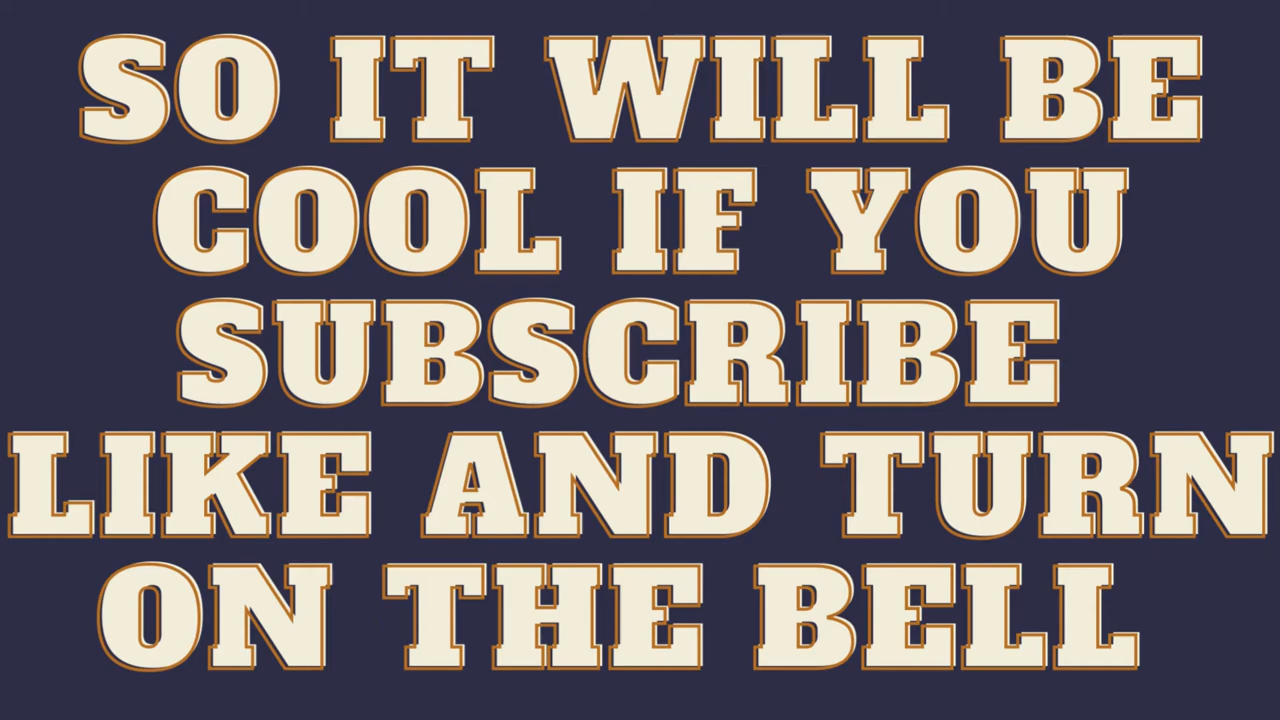 SO IT WILL BE
COOL IF YOU
SUBSCRIBE
LIKE AND TURN
ON THE BELL